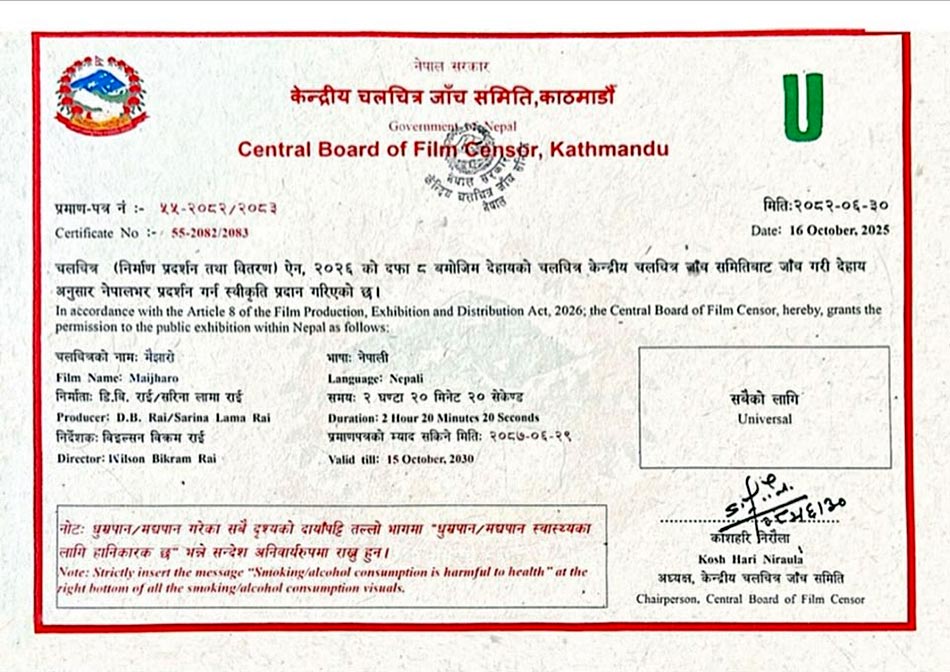 नेपाल सरकार
केन्द्रीय चलचित्र जाँच समिति,काठमाडौं
Government of Nepal
Central Board of Film Censor, Kathmandu
U
नेपाल सरकार
केन्द्रिय चलचित्र जाँच समिति
नेपाल
प्रमाण-पत्र नं :- ५५-२०८२/२०८३
मिति:२०८२-०६-३०
Certificate No :- 55-2082/2083
Date: 16 October, 2025
चलचित्र (निर्माण प्रदर्शन तथा वितरण) ऐन, २०२६ को दफा ८ बमोजिम देहायको चलचित्र केन्द्रीय चलचित्र जाँच समितिबाट जाँच गरी देहाय
अनुसार नेपालभर प्रदर्शन गर्न स्वीकृति प्रदान गरिएको छ।
In accordance with the Article 8 of the Film Production, Exhibition and Distribution Act, 2026; the Central Board of Film Censor, hereby, grants the
permission to the public exhibition within Nepal as follows:
चलचित्रको नाम: मैझारो
Film Name: Maijharo
निर्माता: डि.बि. राई/सरिना लामा राई
Producer: D.B. Rai/Sarina Lama Rai
निर्देशक: विइल्सन बिक्रम राई
Director: Wilson Bikram Rai
भाषा: नेपाली
Language: Nepali
समय: २ घण्टा २० मिनेट २० सेकेण्ड
Duration: 2 Hour 20 Minutes 20 Seconds
प्रमाणपत्रको म्याद सकिने मिति: २०८७-०६-२९
Valid till: 15 October, 2030
सबैको लागि
Universal
नोट: धुम्रपान/मद्यपान गरेका सबै दृश्यको दायाँपट्टि तल्लो भागमा "धुम्रपान/मद्यपान स्वास्थ्यका
लागि हानिकारक छ" भन्ने सन्देश अनिवार्यरुपमा राख्नु हुन।
Note: Strictly insert the message "Smoking/alcohol consumption is harmful to health" at the
right bottom of all the smoking/alcohol consumption visuals.
कोशहरि निरौला
Kosh Hari Niraula
अध्यक्ष, केन्द्रीय चलचित्र जाँच समिति
Chairperson, Central Board of Film Censor